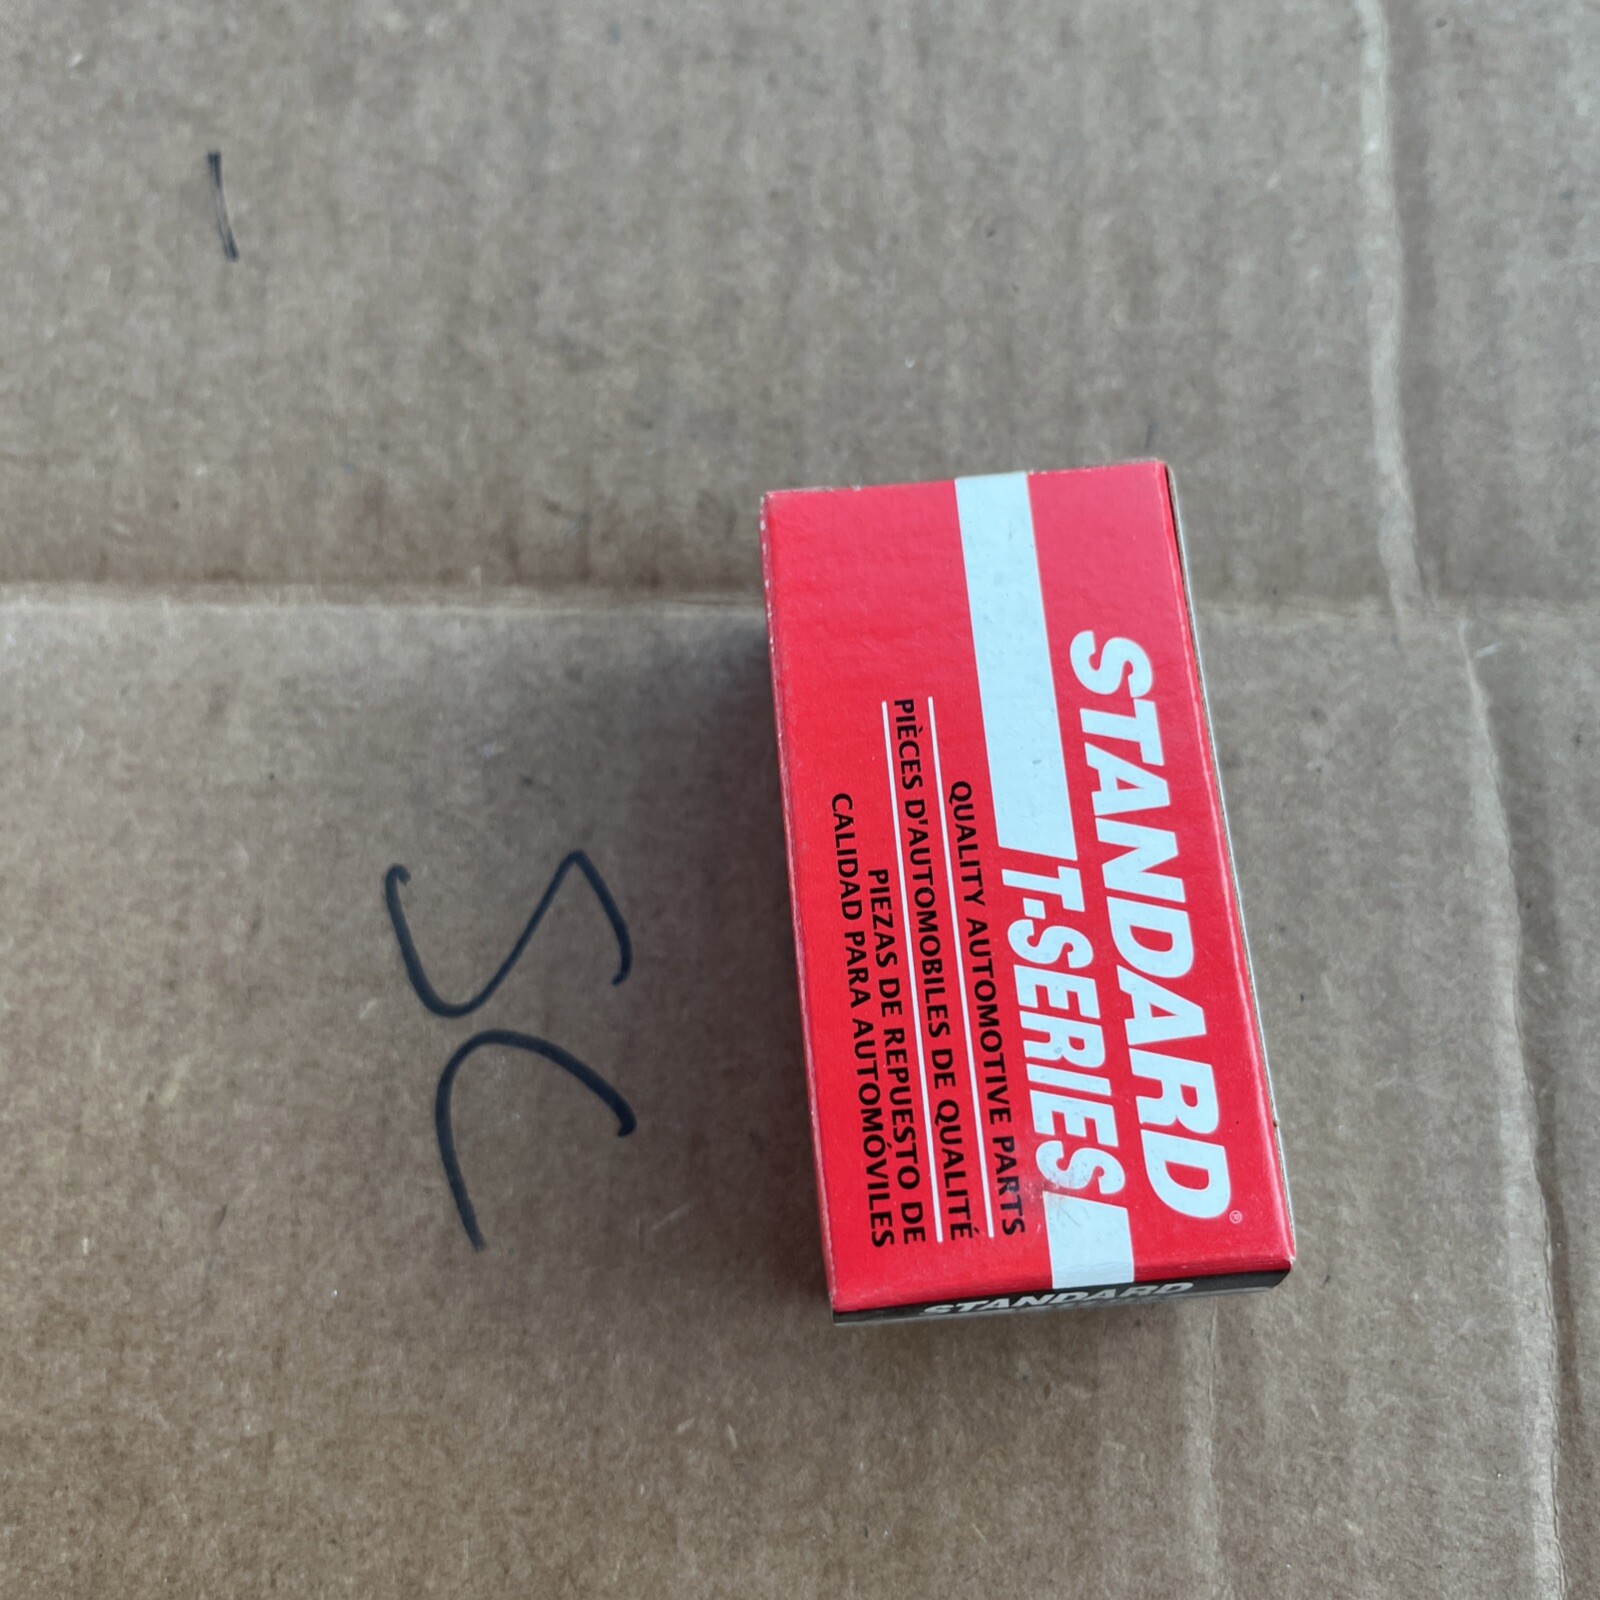 STANDARD®
T-SERIES
QUALITY AUTOMOTIVE PARTS
PIÈCES D'AUTOMOBILES DE QUALITÉ
PIEZAS DE REPUESTO DE
CALIDAD PARA AUTOMÓVILES
STANDARD